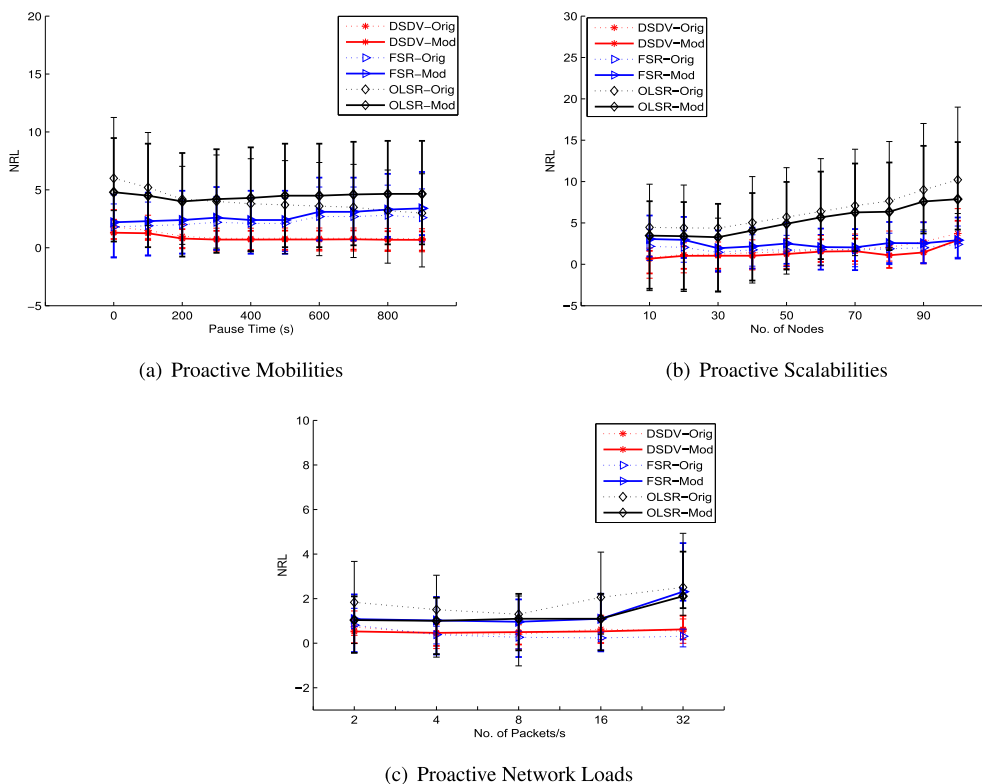 20
15
10
5
0
−5
NRL
0
200
400
600
800
Pause Time (s)
DSDV−Orig
DSDV−Mod
FSR−Orig
FSR−Mod
OLSR−Orig
OLSR−Mod
(a) Proactive Mobilities
30
25
20
15
10
5
0
−5
NRL
10
30
50
70
90
No. of Nodes
DSDV−Orig
DSDV−Mod
FSR−Orig
FSR−Mod
OLSR−Orig
OLSR−Mod
(b) Proactive Scalabilities
10
8
6
4
2
0
−2
NRL
2
4
8
16
32
No. of Packets/s
DSDV−Orig
DSDV−Mod
FSR−Orig
FSR−Mod
OLSR−Orig
OLSR−Mod
(c) Proactive Network Loads